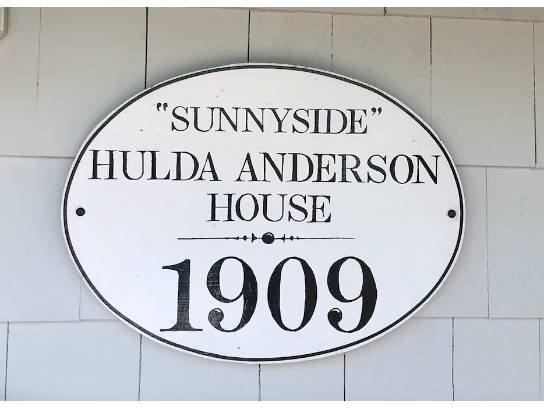 "SUNNYSIDE"
HULDA ANDERSON
HOUSE
1909